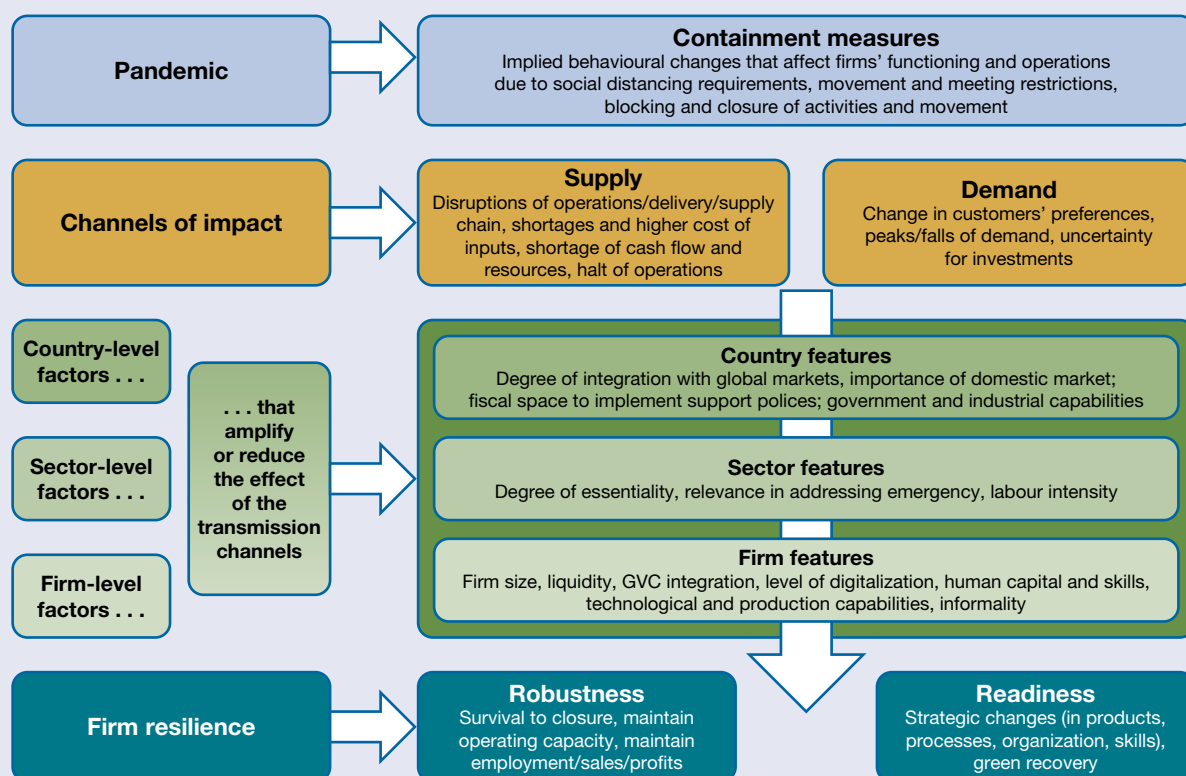 Pandemic
Containment measures
Implied behavioural changes that affect firms’ functioning and operations
due to social distancing requirements, movement and meeting restrictions,
blocking and closure of activities and movement
Channels of impact
Supply
Disruptions of operations/delivery/supply
chain, shortages and higher cost of
inputs, shortage of cash flow and
resources, halt of operations
Demand
Change in customers’ preferences,
peaks/falls of demand, uncertainty
for investments
Country-level
factors . . .
Sector-level
factors . . .
Firm-level
factors . . .
. . . that
amplify
or reduce
the effect
of the
transmission
channels
Country features
Degree of integration with global markets, importance of domestic market;
fiscal space to implement support polices; government and industrial capabilities
Sector features
Degree of essentiality, relevance in addressing emergency, labour intensity
Firm features
Firm size, liquidity, GVC integration, level of digitalization, human capital and skills,
technological and production capabilities, informality
Firm resilience
Robustness
Survival to closure, maintain
operating capacity, maintain
employment/sales/profits
Readiness
Strategic changes (in products,
processes, organization, skills),
green recovery